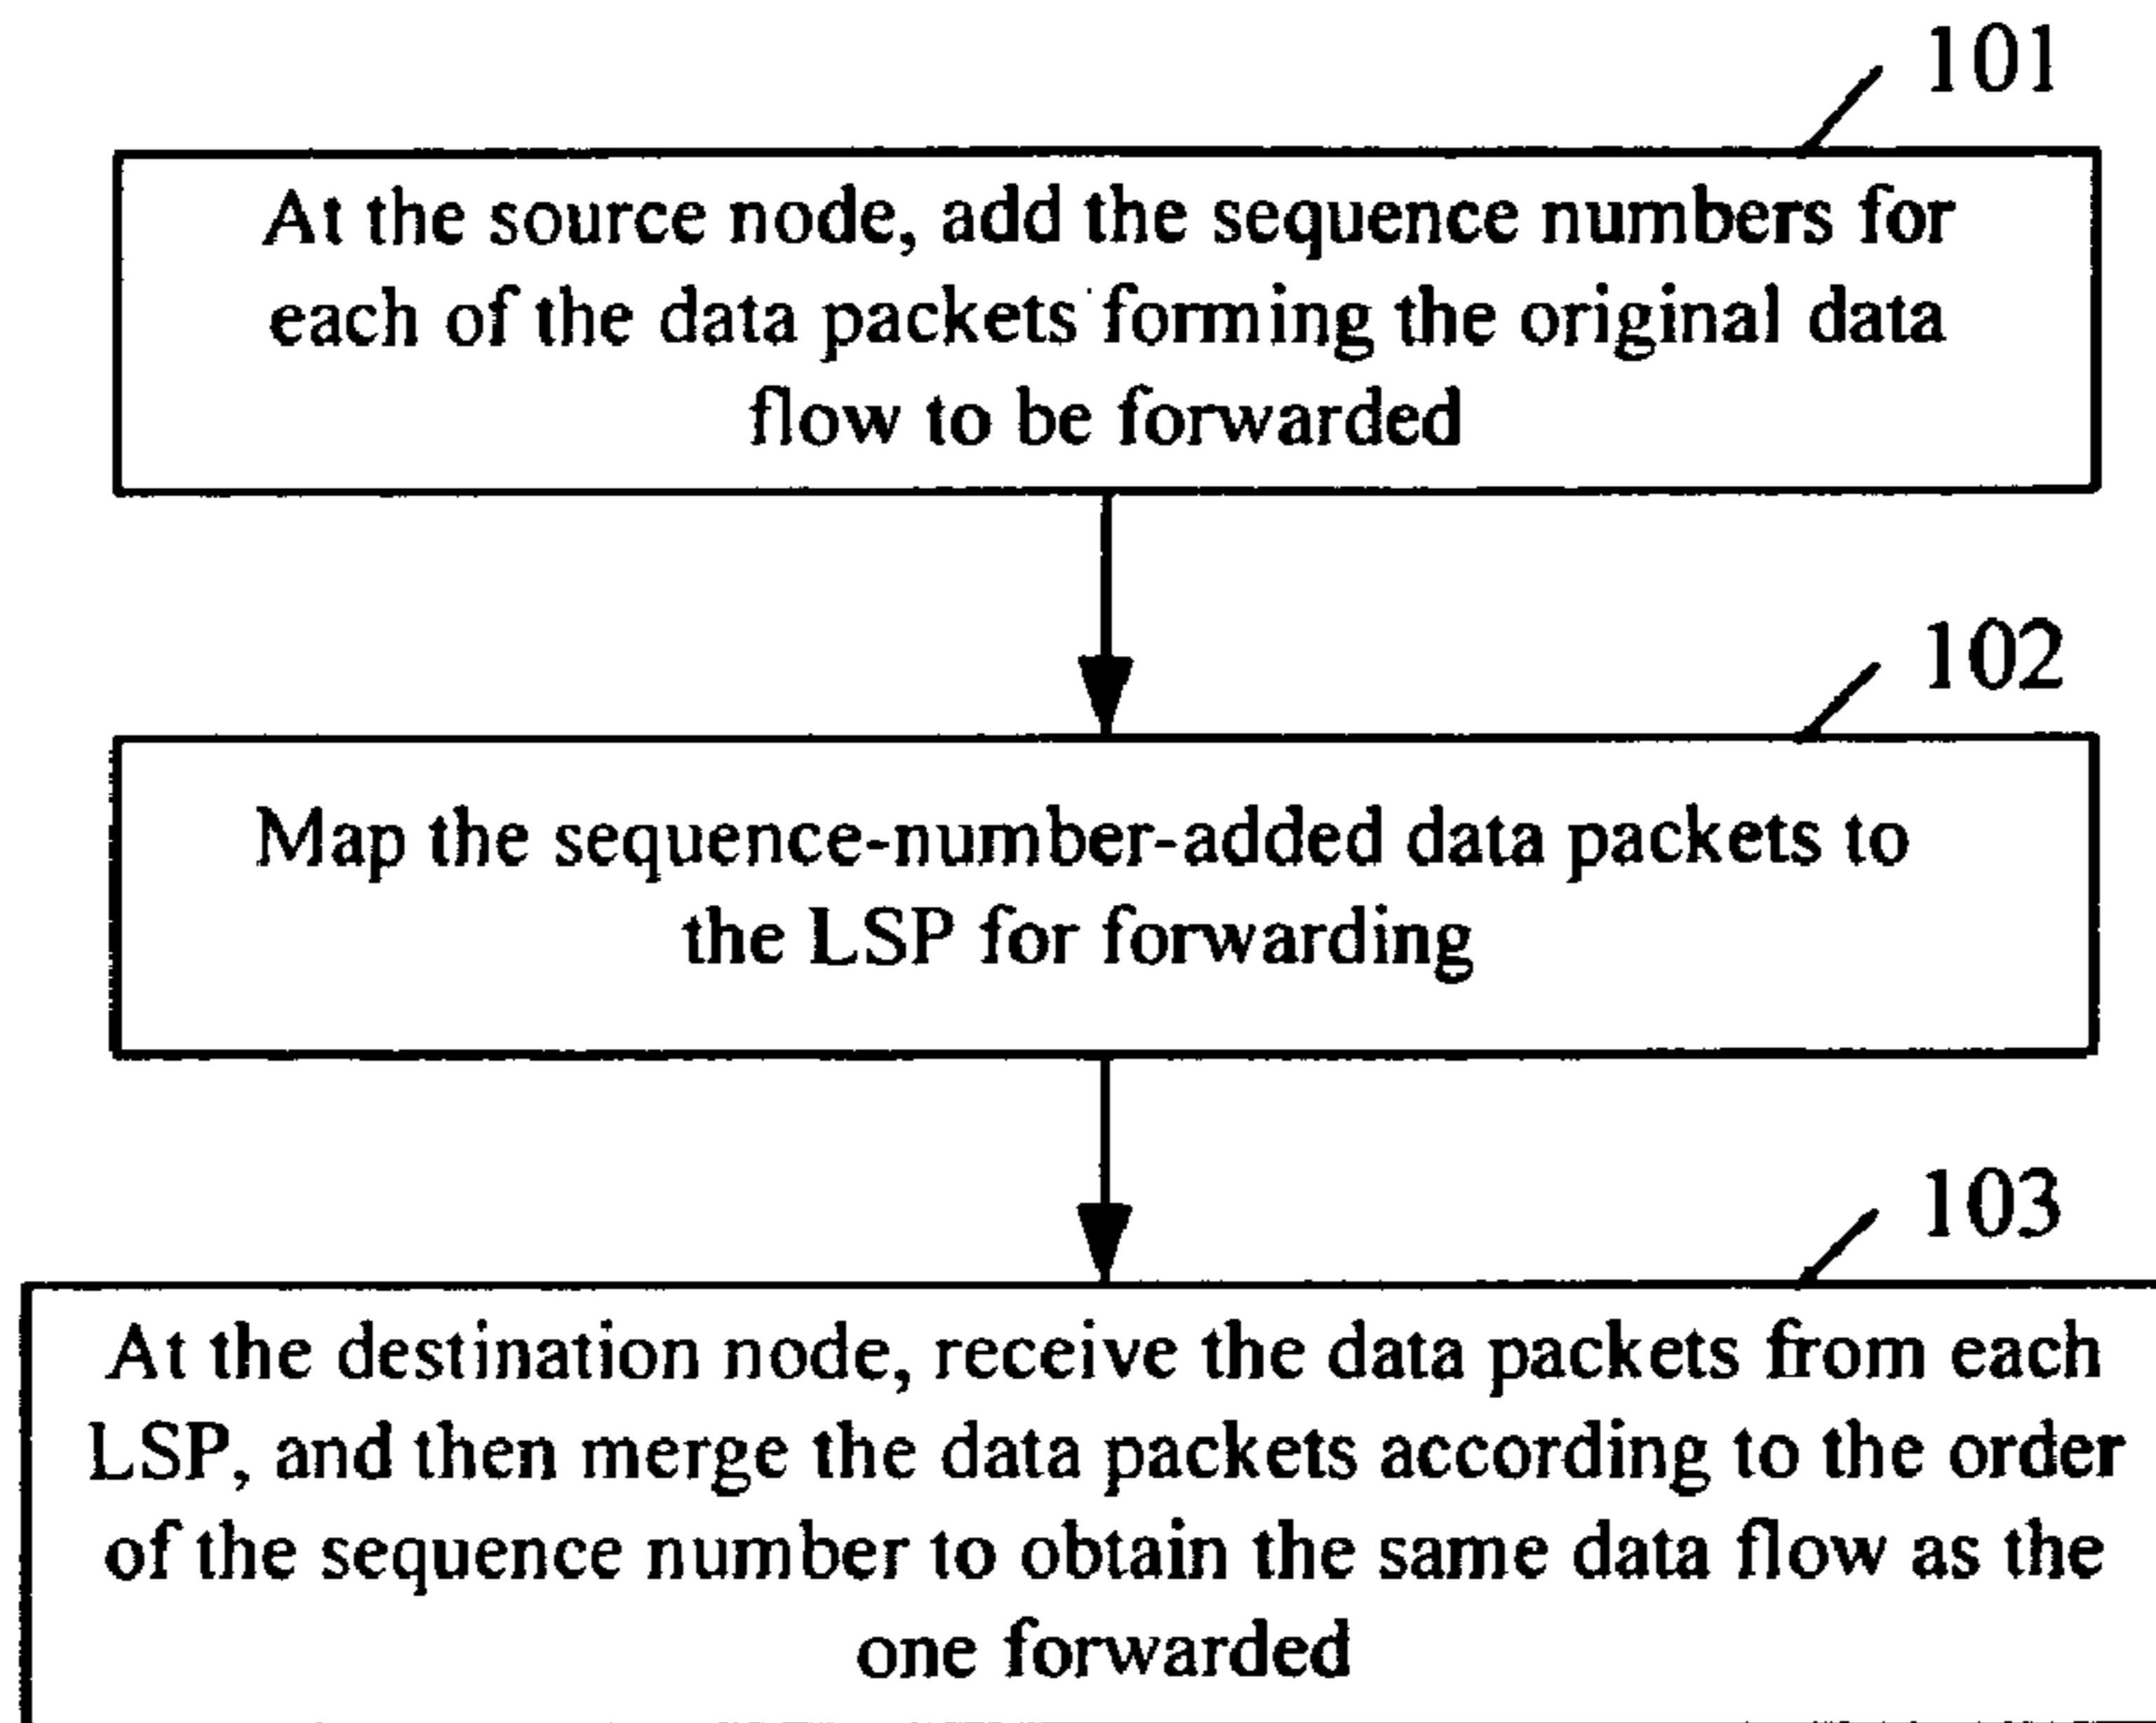 101
At the source node, add the sequence numbers for
each of the data packets forming the original data
flow to be forwarded
102
Map the sequence-number-added data packets to
the LSP for forwarding
103
At the destination node, receive the data packets from each
LSP, and then merge the data packets according to the order
of the sequence number to obtain the same data flow as the
one forwarded